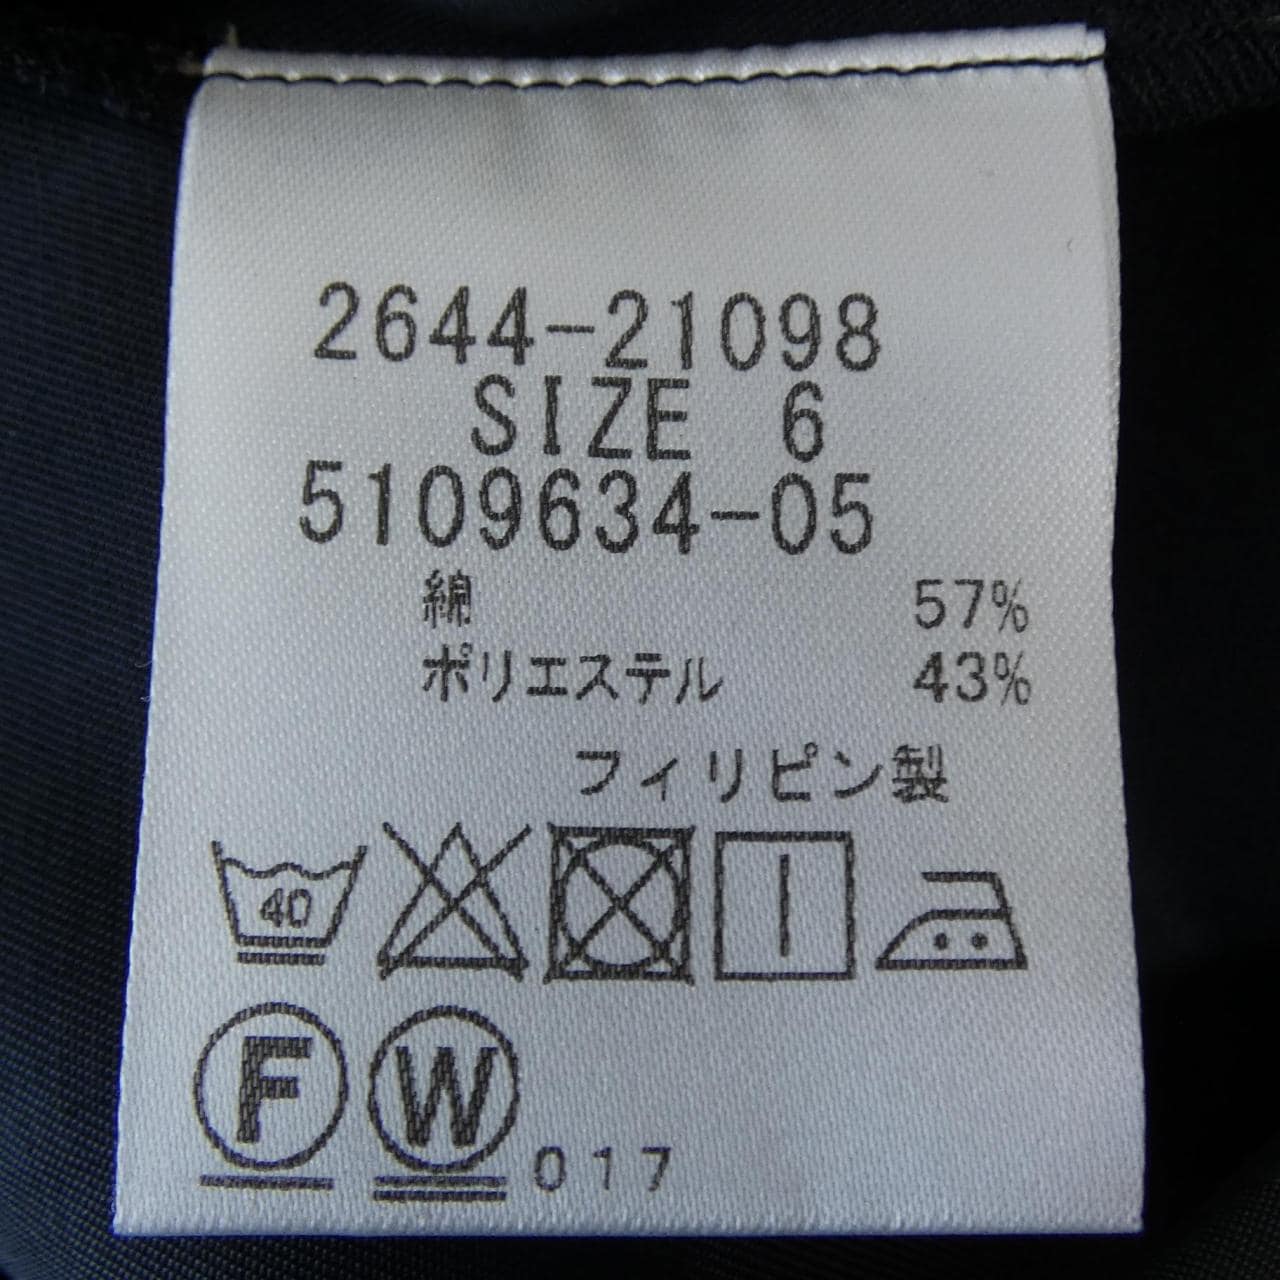 2644-21098
SIZE 6
5109634-05
綿 57%
ポリエステル 43%
フィリピン製
40
F W 017